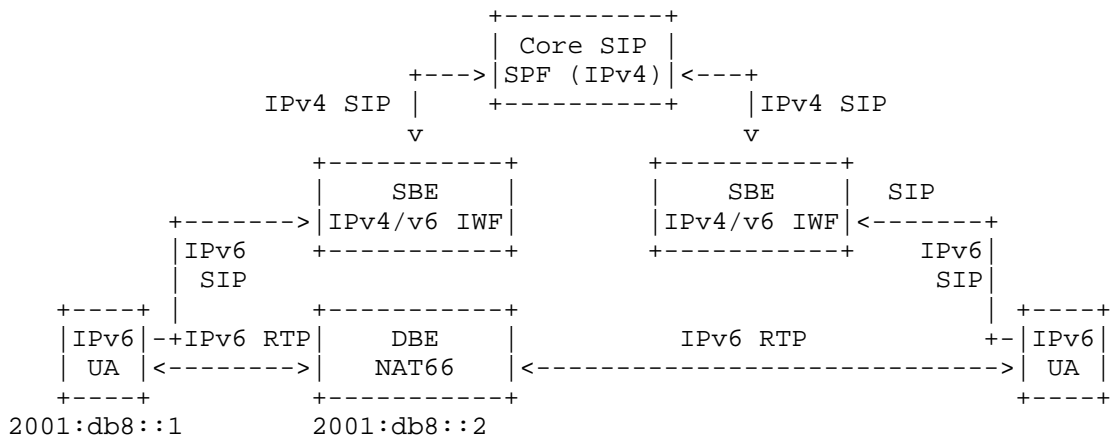 Core SIP
SPF (IPv4)
IPv4 SIP IPv4 SIP
SBE SBE SIP
IPv4/v6 IWF IPv4/v6 IWF
IPv6 IPv6
SIP SIP
IPv6 IPv6 RTP DBE IPv6 RTP IPv6
UA NAT66 UA
2001:db8::1 2001:db8::2